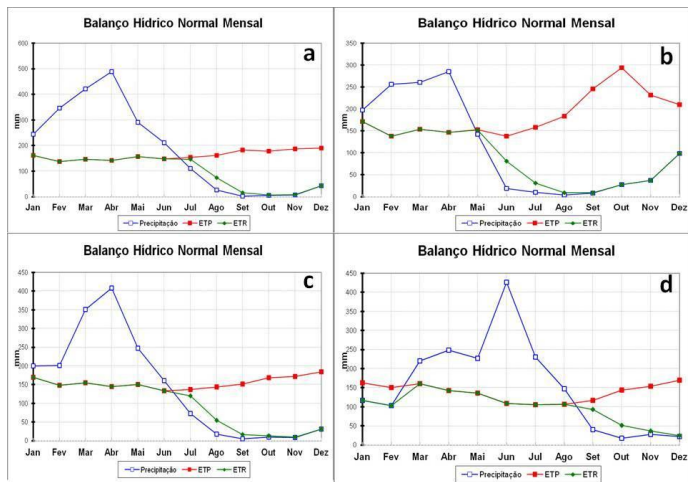 Balanço Hídrico Normal Mensal
a
600
500
400
300
200
100
0
mm
Jan Fev Mar Abr Mai Jun Jul Ago Set Out Nov Dez
Precipitação ETP ETR
Balanço Hídrico Normal Mensal
b
350
300
250
200
150
100
50
0
mm
Jan Fev Mar Abr Mai Jun Jul Ago Set Out Nov Dez
Precipitação ETP ETR
Balanço Hídrico Normal Mensal
c
450
400
350
300
250
200
150
100
50
0
mm
Jan Fev Mar Abr Mai Jun Jul Ago Set Out Nov Dez
Precipitação ETP ETR
Balanço Hídrico Normal Mensal
d
450
400
350
300
250
200
150
100
50
0
mm
Jan Fev Mar Abr Mai Jun Jul Ago Set Out Nov Dez
Precipitação ETP ETR